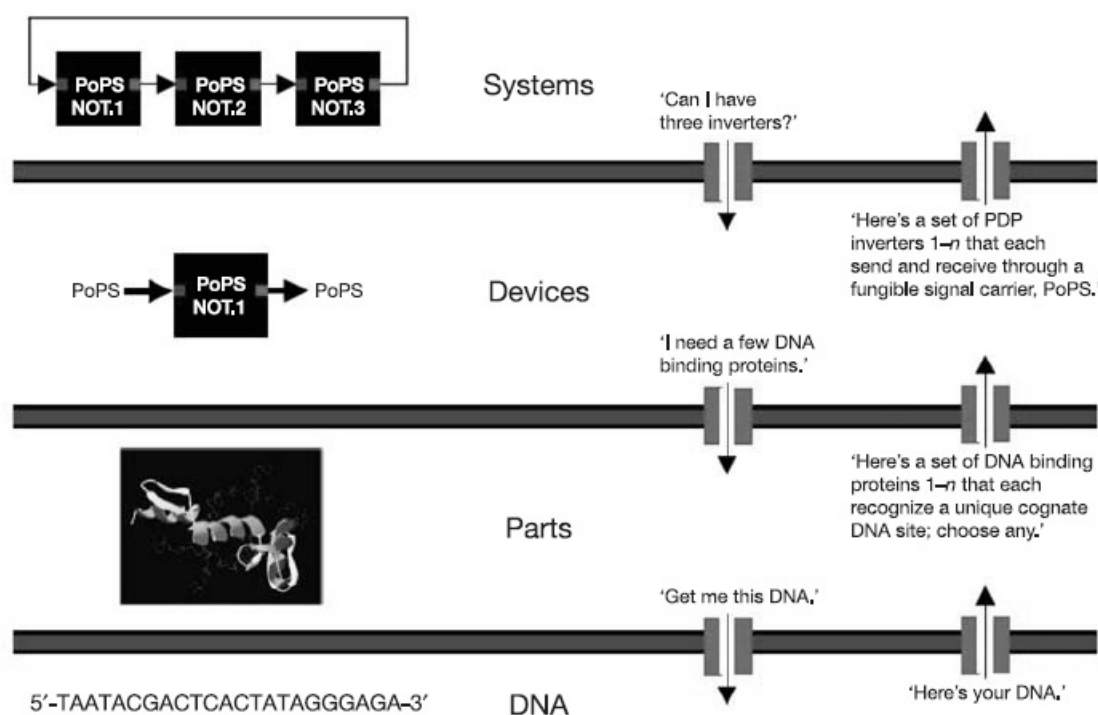 PoPS
NOT.1
PoPS
NOT.2
PoPS
NOT.3
Systems
‘Can I have
three inverters?’
‘Here’s a set of PDP
inverters 1–n that each
send and receive through a
fungible signal carrier, PoPS.’
PoPS
PoPS
NOT.1
PoPS
Devices
‘I need a few DNA
binding proteins.’
‘Here’s a set of DNA binding
proteins 1–n that each
recognize a unique cognate
DNA site; choose any.’
Parts
‘Get me this DNA.’
5′-TAATACGACTCACTATAGGGAGA–3′
DNA
‘Here’s your DNA.’